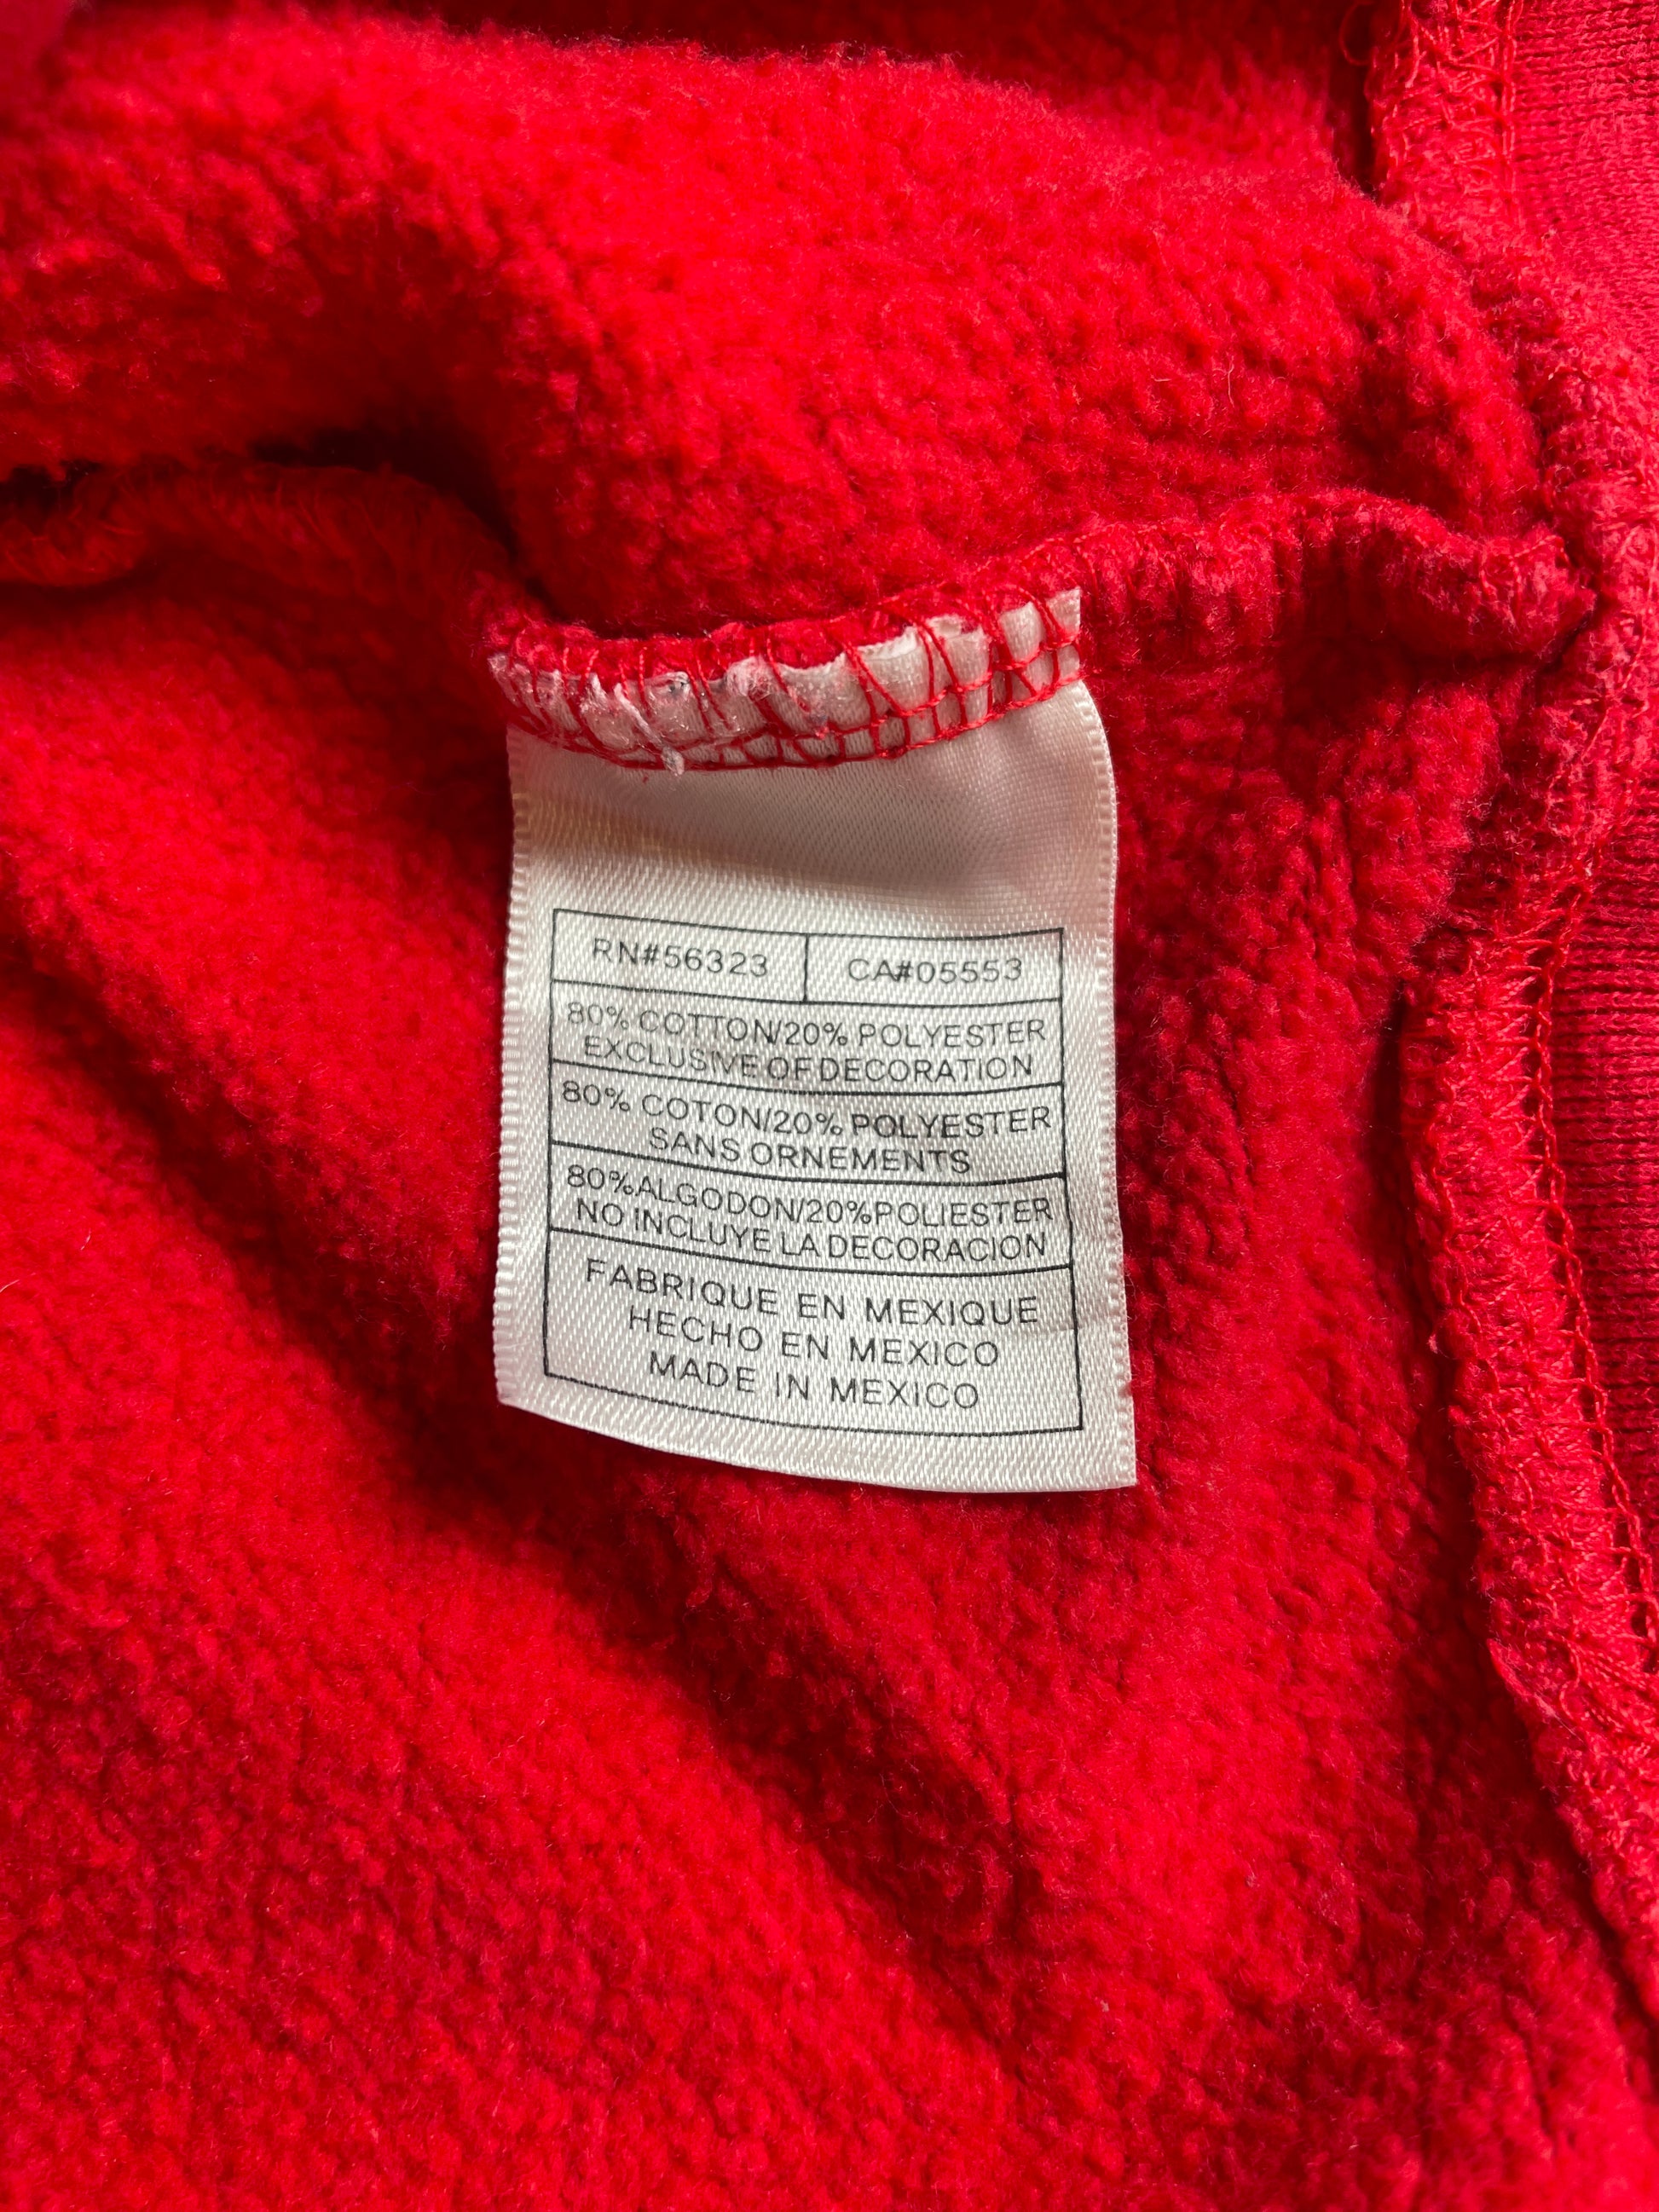 RN#56323 CA#05553
80% COTTON/20% POLYESTER
EXCLUSIVE OF DECORATION
80% COTON/20% POLYESTER
SANS ORNEMENTS
80%ALGODON/20%POLIESTER
NO INCLUYE LA DECORACION
FABRIQUE EN MEXIQUE
HECHO EN MEXICO
MADE IN MEXICO